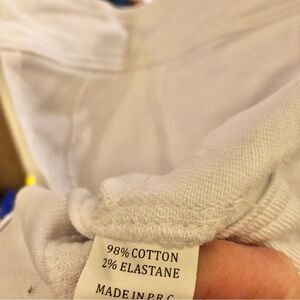 98% COTTON
2% ELASTANE
MADE IN P.R.C